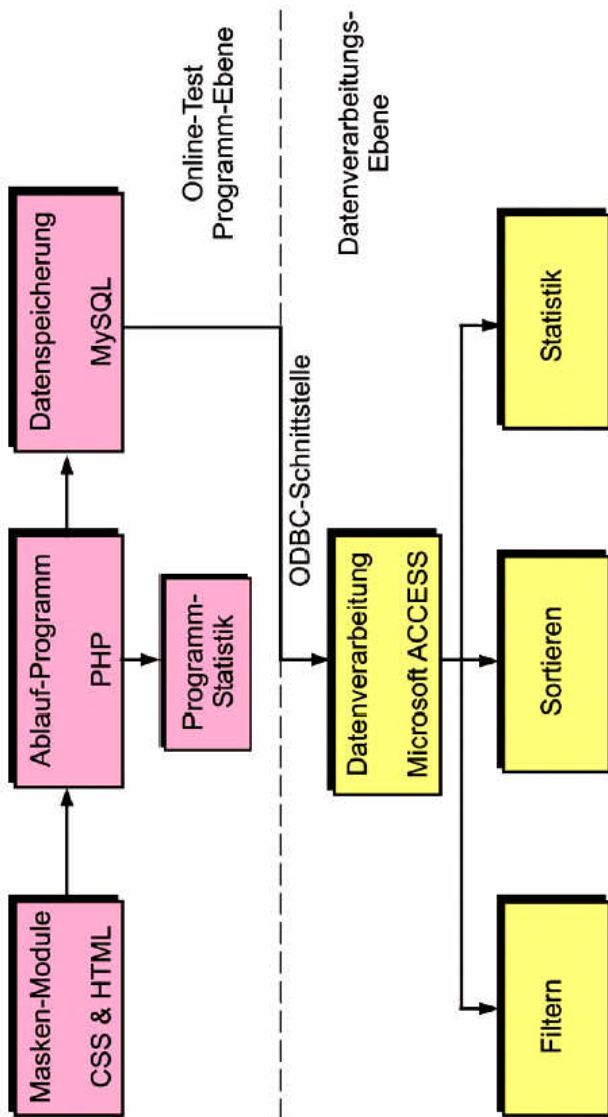 Masken-Module
CSS & HTML
Ablauf-Programm
PHP
Datenspeicherung
MySQL
Programm-
Statistik
Online-Test
Programm-Ebene
ODBC-Schnittstelle
Datenverarbeitungs-
Ebene
Datenverarbeitung
Microsoft ACCESS
Filtern
Sortieren
Statistik